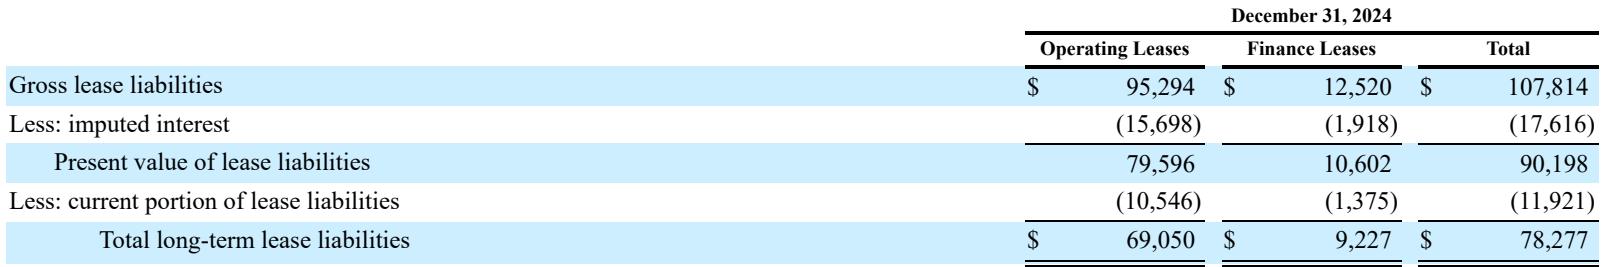 December 31, 2024
Operating Leases Finance Leases Total
Gross lease liabilities $ 95,294 $ 12,520 $ 107,814
Less: imputed interest (15,698) (1,918) (17,616)
Present value of lease liabilities 79,596 10,602 90,198
Less: current portion of lease liabilities (10,546) (1,375) (11,921)
Total long-term lease liabilities $ 69,050 $ 9,227 $ 78,277